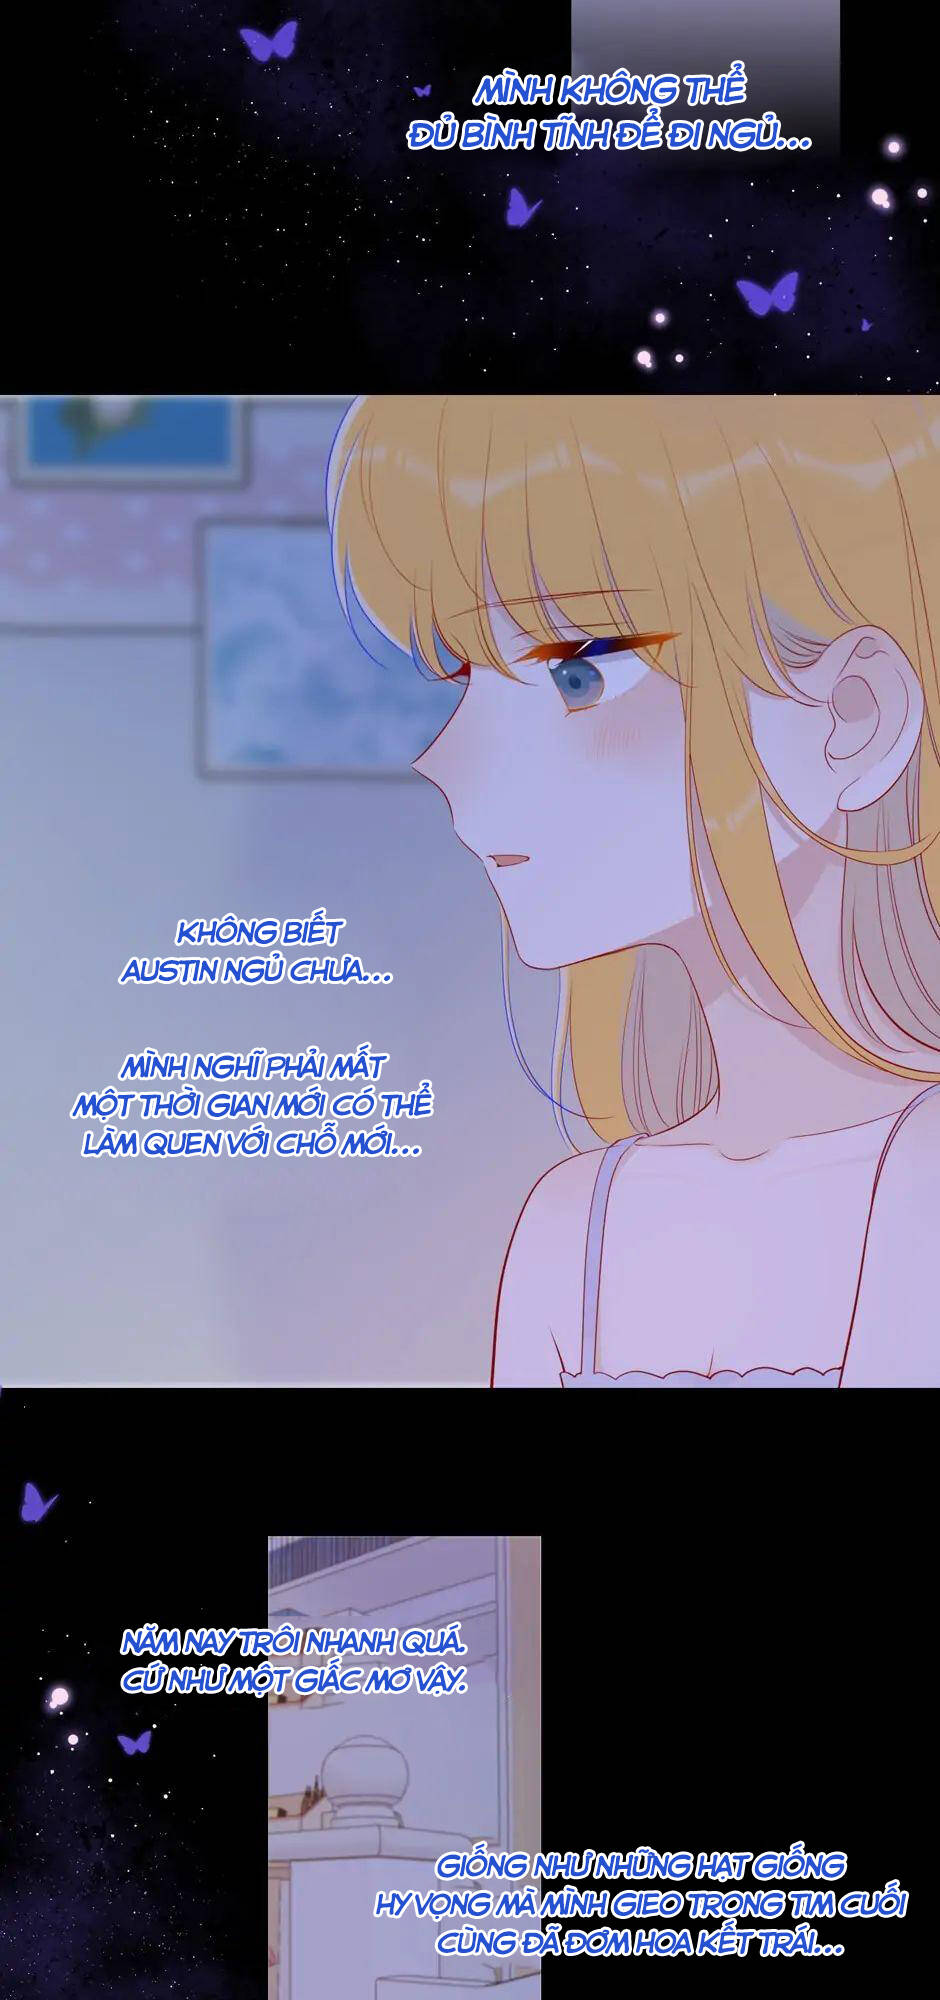 MÌNH KHÔNG THỂ
ĐỦ BÌNH TĨNH ĐỂ ĐI NGỦ...
KHÔNG BIẾT
AUSTIN NGỦ CHƯA...
MÌNH NGHĨ PHẢI MẤT
MỘT THỜI GIAN MỚI CÓ THỂ
LÀM QUEN VỚI CHỖ MỚI...
NĂM NAY TRÔI NHANH QUÁ.
CỨ NHƯ MỘT GIẤC MƠ VẬY.
GIỐNG NHƯ NHỮNG HẠT GIỐNG
HY VỌNG MÀ MÌNH GIEO TRONG TIM CUỐI
CÙNG ĐÃ ĐƠM HOA KẾT TRÁI...